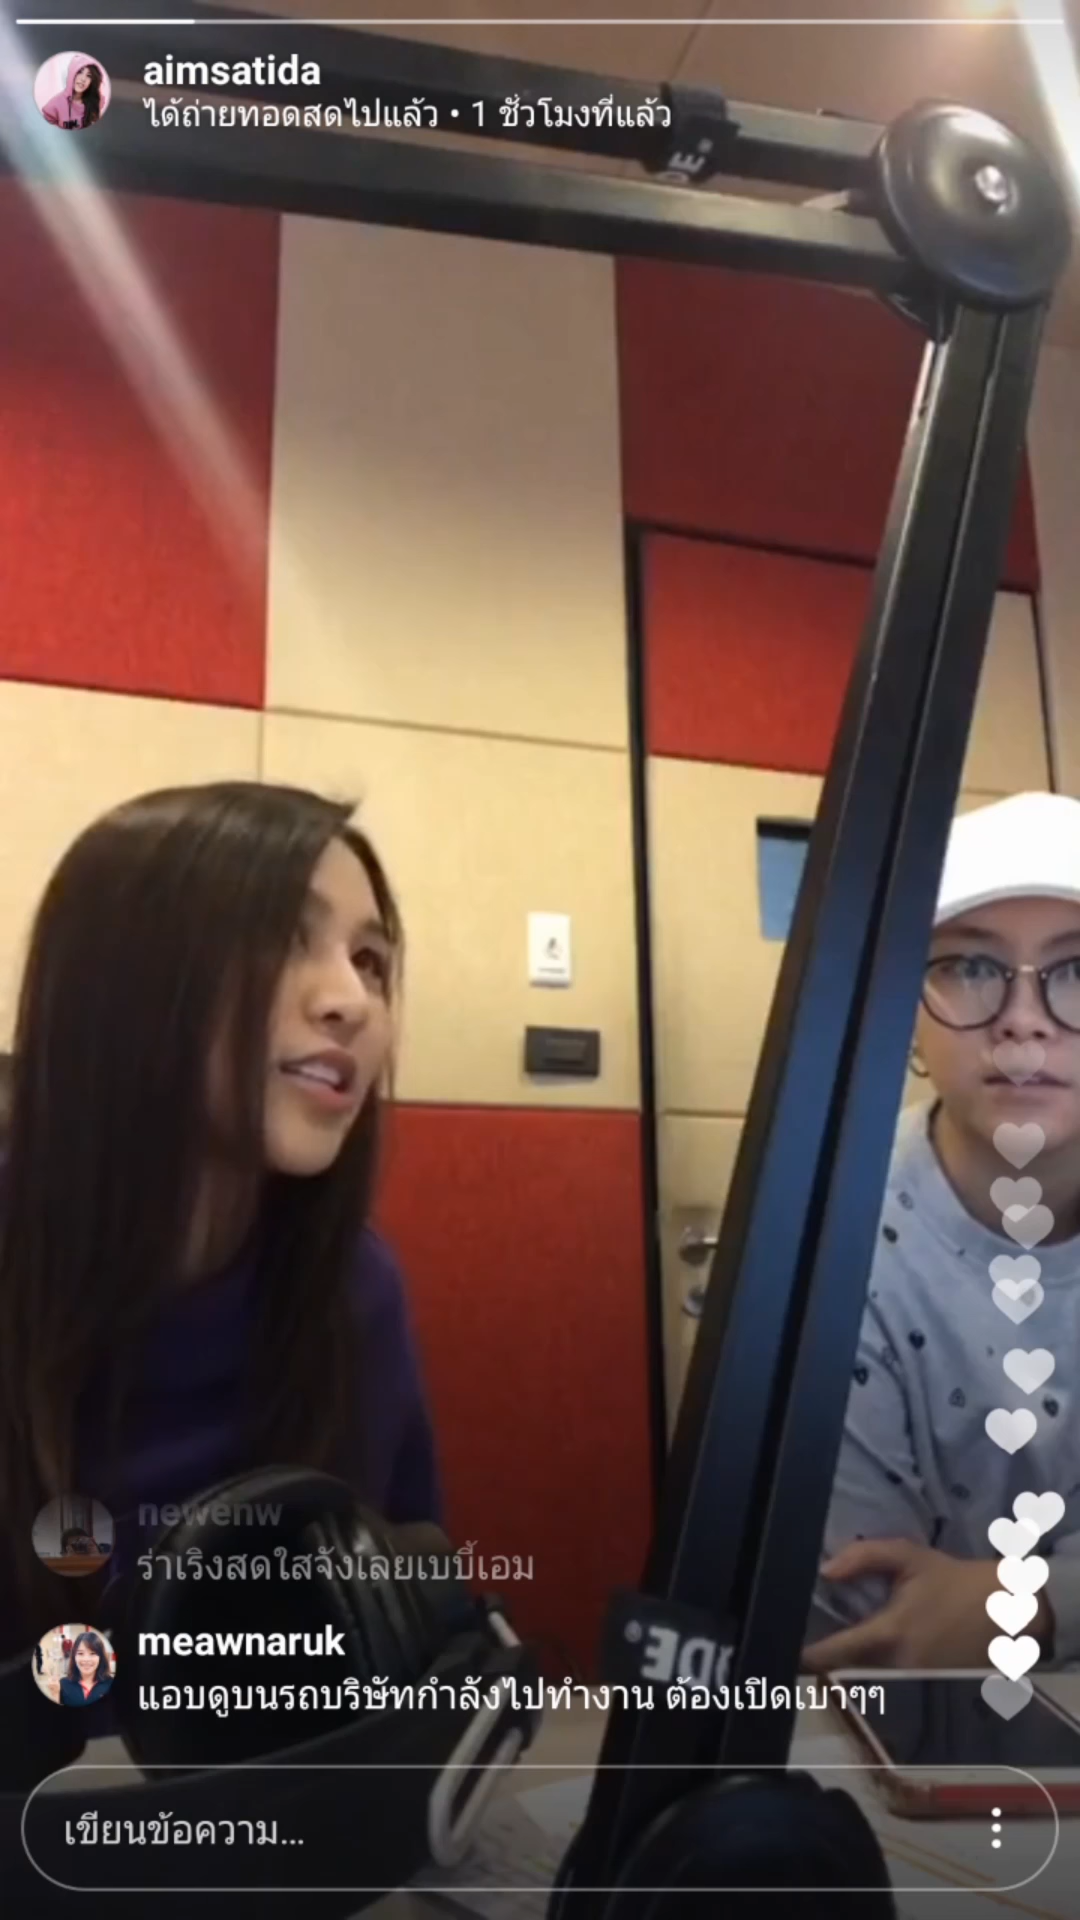 aimsatida
ได้ถ่ายทอดสดไปแล้ว • 1 ชั่วโมงที่แล้ว
newenw
ร่าเริงสดใสจังเลยเบบี้เอม
meawnaruk
แอบดูบนรถบริษัทกำลังไปทำงาน ต้องเปิดเบาๆๆ
เขียนข้อความ...